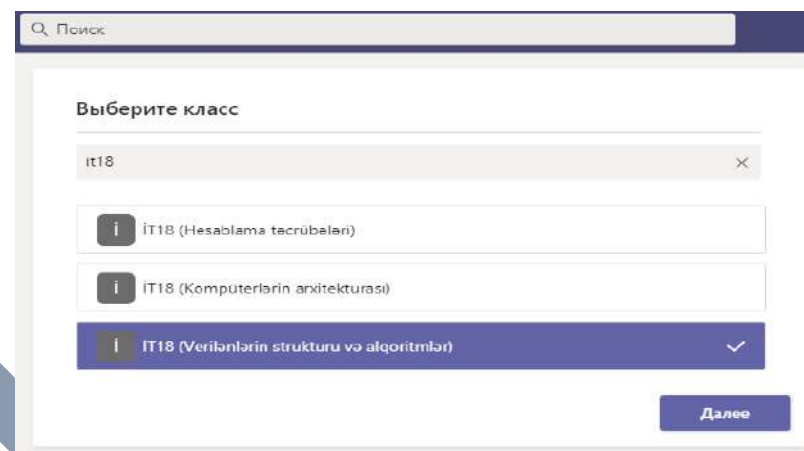 Поиск
Выберите класс
ıt18
İ İT18 (Hesablama təcrübələri)
İ İT18 (Kompüterlərin arxitekturası)
İ İT18 (Verilənlərin strukturu və alqoritmlər)
Далее